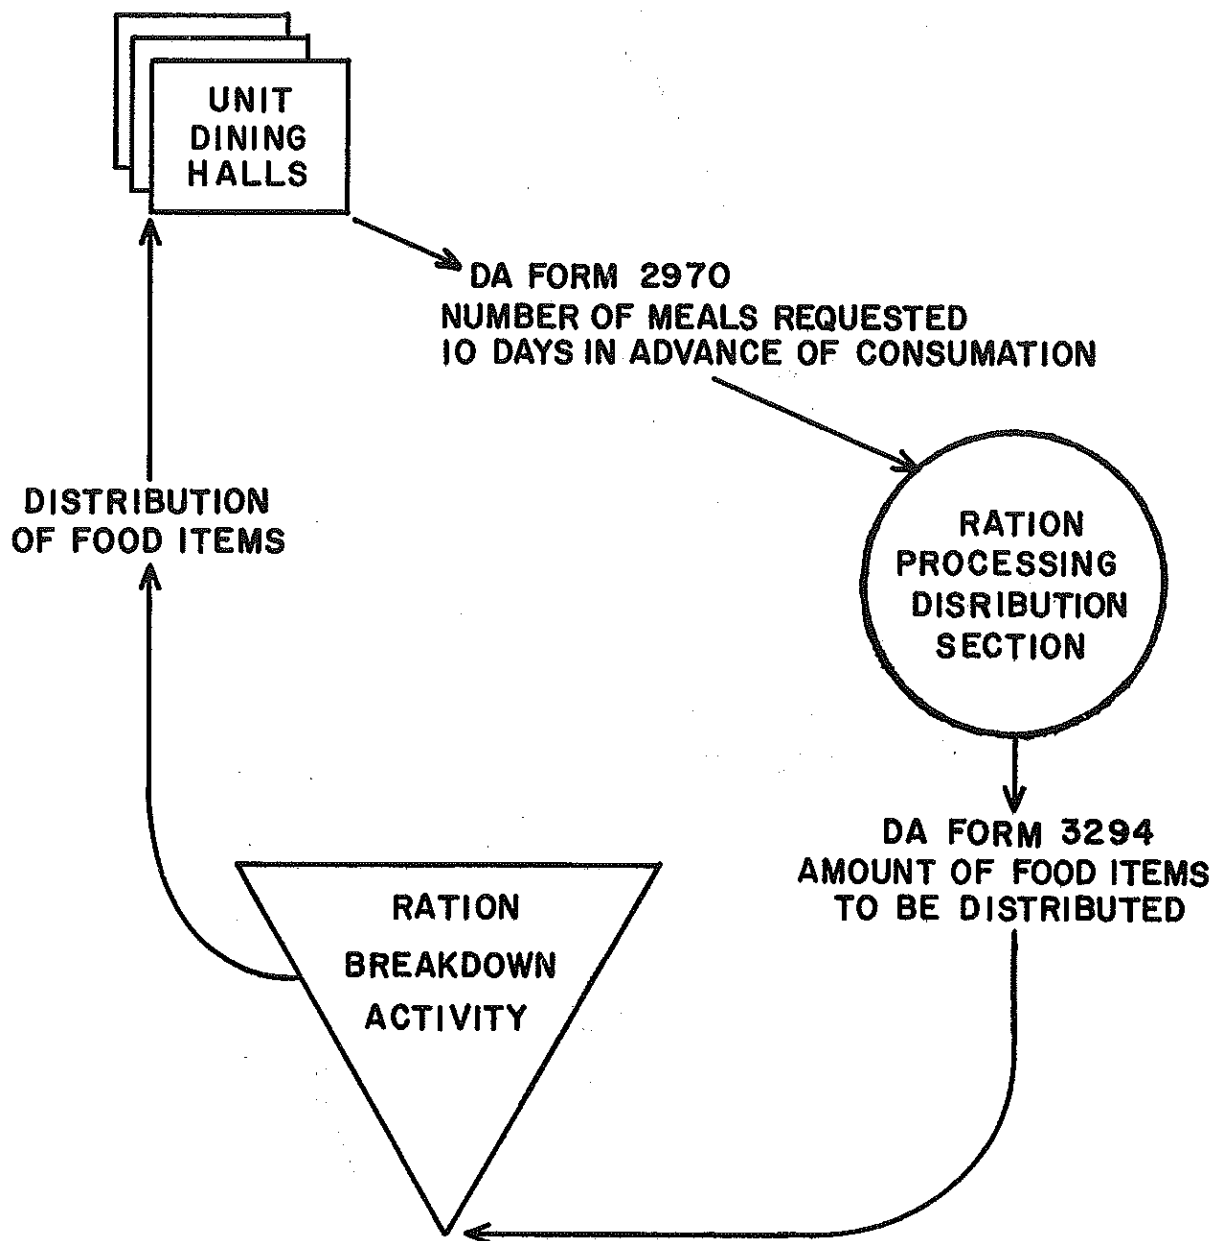 UNIT
DINING
HALLS
DA FORM 2970
NUMBER OF MEALS REQUESTED
10 DAYS IN ADVANCE OF CONSUMATION
DISTRIBUTION
OF FOOD ITEMS
RATION
PROCESSING
DISRIBUTION
SECTION
DA FORM 3294
AMOUNT OF FOOD ITEMS
TO BE DISTRIBUTED
RATION
BREAKDOWN
ACTIVITY